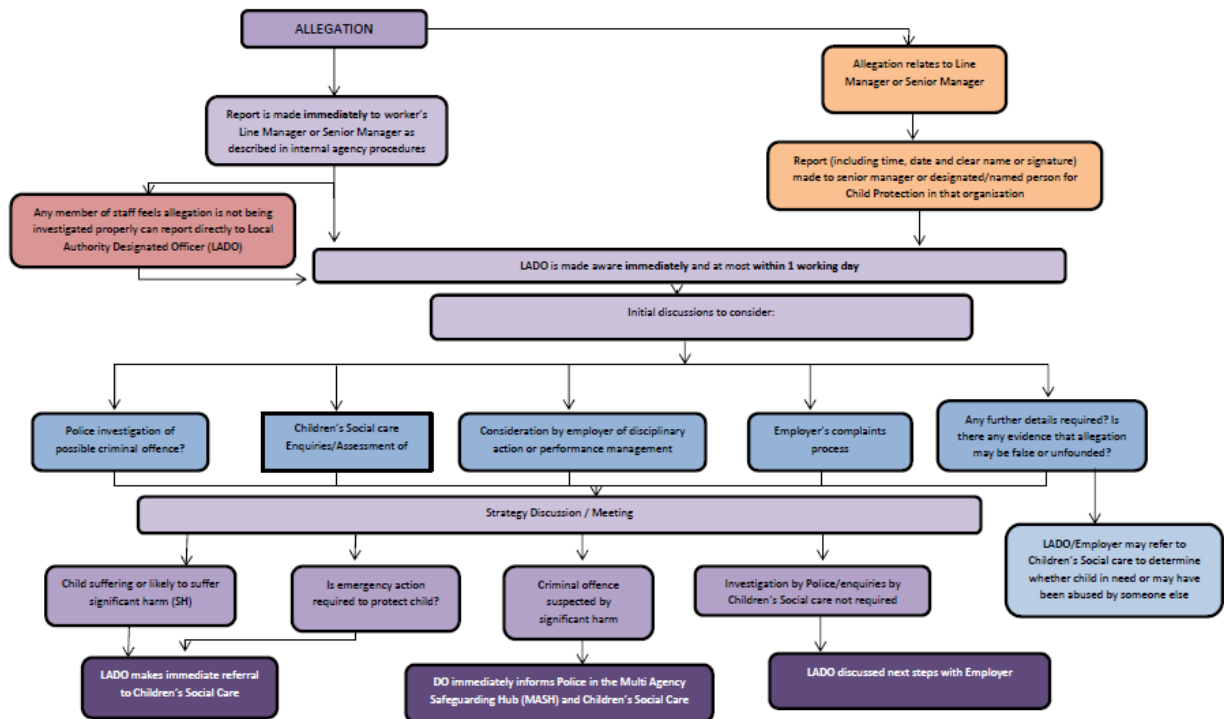 ALLEGATION
Allegation relates to Line
Manager or Senior Manager
Report is made immediately to worker's
Line Manager or Senior Manager as
described in internal agency procedures
Report (including time, date and clear name or signature)
made to senior manager or designated/named person for
Child Protection in that organisation
Any member of staff feels allegation is not being
investigated properly can report directly to Local
Authority Designated Officer (LADO)
LADO is made aware immediately and at most within 1 working day
Initial discussions to consider:
Police investigation of
possible criminal offence?
Children's Social care
Enquiries/Assessment of
Consideration by employer of disciplinary
action or performance management
Employer's complaints
process
Any further details required? Is
there any evidence that allegation
may be false or unfounded?
Strategy Discussion / Meeting
LADO/Employer may refer to
Children's Social care to determine
whether child in need or may have
been abused by someone else
Child suffering or likely to suffer
significant harm (SH)
Is emergency action
required to protect child?
Criminal offence
suspected by
significant harm
Investigation by Police/enquiries by
Children's Social care not required
LADO makes immediate referral
to Children's Social Care
DO immediately informs Police in the Multi Agency
Safeguarding Hub (MASH) and Children's Social Care
LADO discussed next steps with Employer